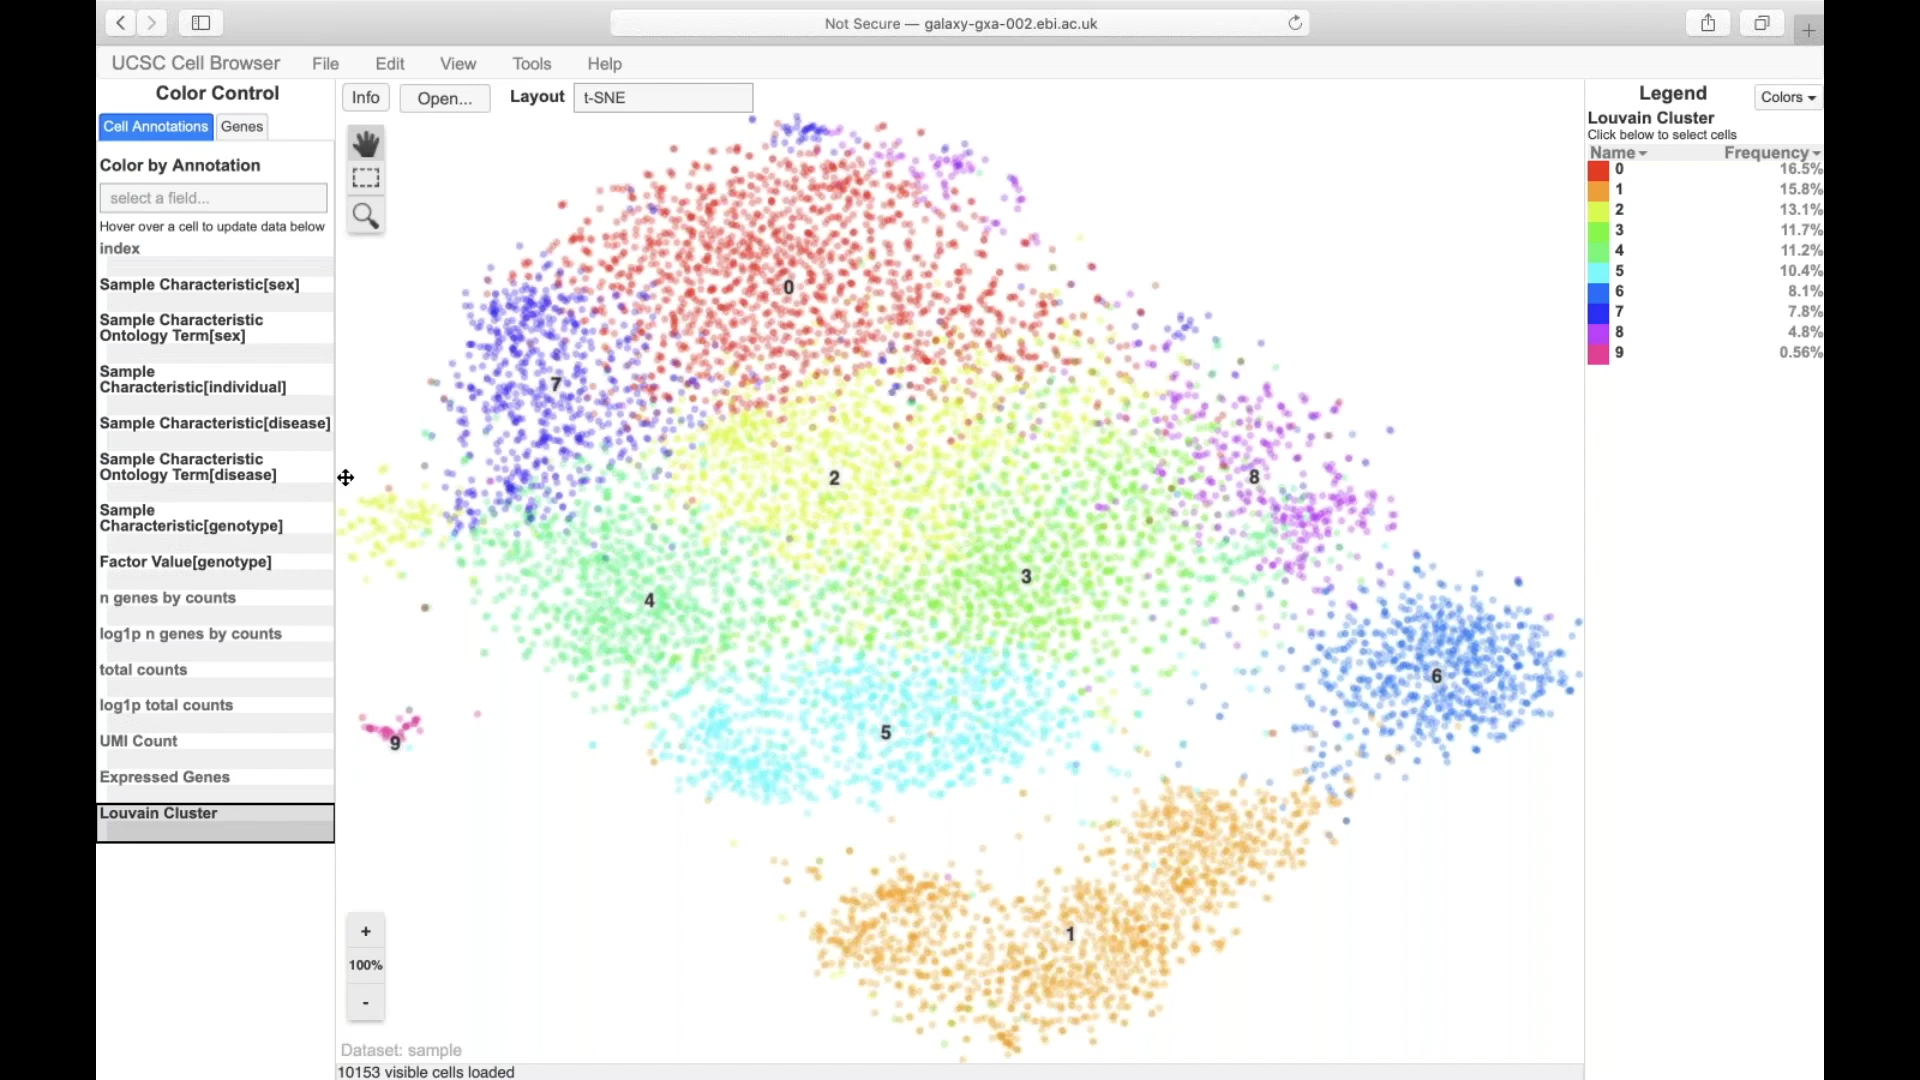 Not Secure — galaxy-gxa-002.ebi.ac.uk
UCSC Cell Browser File Edit View Tools Help
Color Control
Cell Annotations Genes
Color by Annotation
select a field...
Hover over a cell to update data below
index
Sample Characteristic[sex]
Sample Characteristic
Ontology Term[sex]
Sample
Characteristic[individual]
Sample Characteristic[disease]
Sample Characteristic
Ontology Term[disease]
Sample
Characteristic[genotype]
Factor Value[genotype]
n genes by counts
log1p n genes by counts
total counts
log1p total counts
UMI Count
Expressed Genes
Louvain Cluster
Info Open... Layout t-SNE
0
7
2
8
3
4
6
5
9
1
+
100%
-
Dataset: sample
10153 visible cells loaded
Legend
Colors
Louvain Cluster
Click below to select cells
Name Frequency
0 16.5%
1 15.8%
2 13.1%
3 11.7%
4 11.2%
5 10.4%
6 8.1%
7 7.8%
8 4.8%
9 0.56%